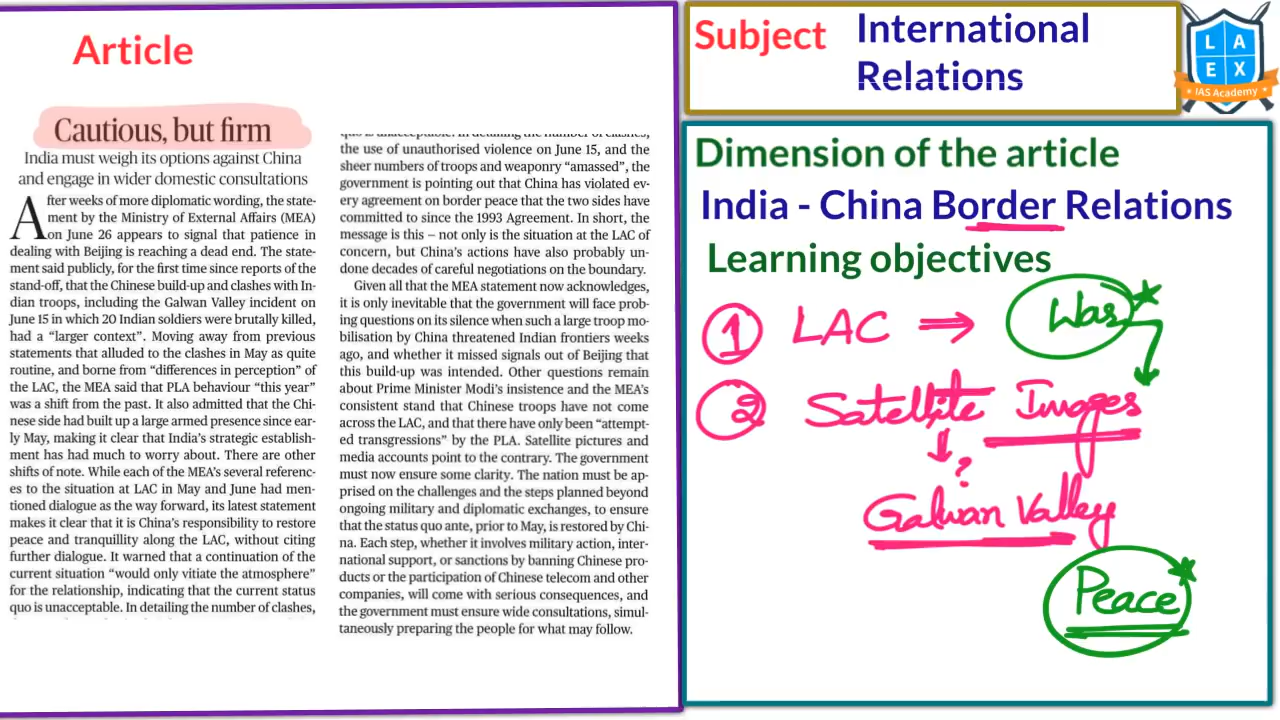 Article
Cautious, but firm
India must weigh its options against China
and engage in wider domestic consultations
After weeks of more diplomatic wording, the state-
ment by the Ministry of External Affairs (MEA)
on June 26 appears to signal that patience in
dealing with Beijing is reaching a dead end. The state-
ment said publicly, for the first time since reports of the
stand-off, that the Chinese build-up and clashes with In-
dian troops, including the Galwan Valley incident on
June 15 in which 20 Indian soldiers were brutally killed,
had a “larger context”. Moving away from previous
statements that alluded to the clashes in May as quite
routine, and borne from “differences in perception” of
the LAC, the MEA said that PLA behaviour “this year”
was a shift from the past. It also admitted that the Chi-
nese side had built up a large armed presence since ear-
ly May, making it clear that India’s strategic establish-
ment has had much to worry about. There are other
shifts of note. While each of the MEA’s several referenc-
es to the situation at LAC in May and June had men-
tioned dialogue as the way forward, its latest statement
makes it clear that it is China’s responsibility to restore
peace and tranquillity along the LAC, without citing
further dialogue. It warned that a continuation of the
current situation “would only vitiate the atmosphere”
for the relationship, indicating that the current status
quo is unacceptable. In detailing the number of clashes,
quo is unacceptable. In detailing the number of clashes,
the use of unauthorised violence on June 15, and the
sheer numbers of troops and weaponry “amassed”, the
government is pointing out that China has violated ev-
ery agreement on border peace that the two sides have
committed to since the 1993 Agreement. In short, the
message is this – not only is the situation at the LAC of
concern, but China’s actions have also probably un-
done decades of careful negotiations on the boundary.
Given all that the MEA statement now acknowledges,
it is only inevitable that the government will face prob-
ing questions on its silence when such a large troop mo-
bilisation by China threatened Indian frontiers weeks
ago, and whether it missed signals out of Beijing that
this build-up was intended. Other questions remain
about Prime Minister Modi’s insistence and the MEA’s
consistent stand that Chinese troops have not come
across the LAC, and that there have only been “attempt-
ed transgressions” by the PLA. Satellite pictures and
media accounts point to the contrary. The government
must now ensure some clarity. The nation must be ap-
prised on the challenges and the steps planned beyond
ongoing military and diplomatic exchanges, to ensure
that the status quo ante, prior to May, is restored by Chi-
na. Each step, whether it involves military action, inter-
national support, or sanctions by banning Chinese pro-
ducts or the participation of Chinese telecom and other
companies, will come with serious consequences, and
the government must ensure wide consultations, simul-
taneously preparing the people for what may follow.
Subject International
Relations
LA
EX
IAS Academy
Dimension of the article
India - China Border Relations
Learning objectives
1 LAC ⇒ Was
2 Satellite Images
?
Galwan Valley
Peace